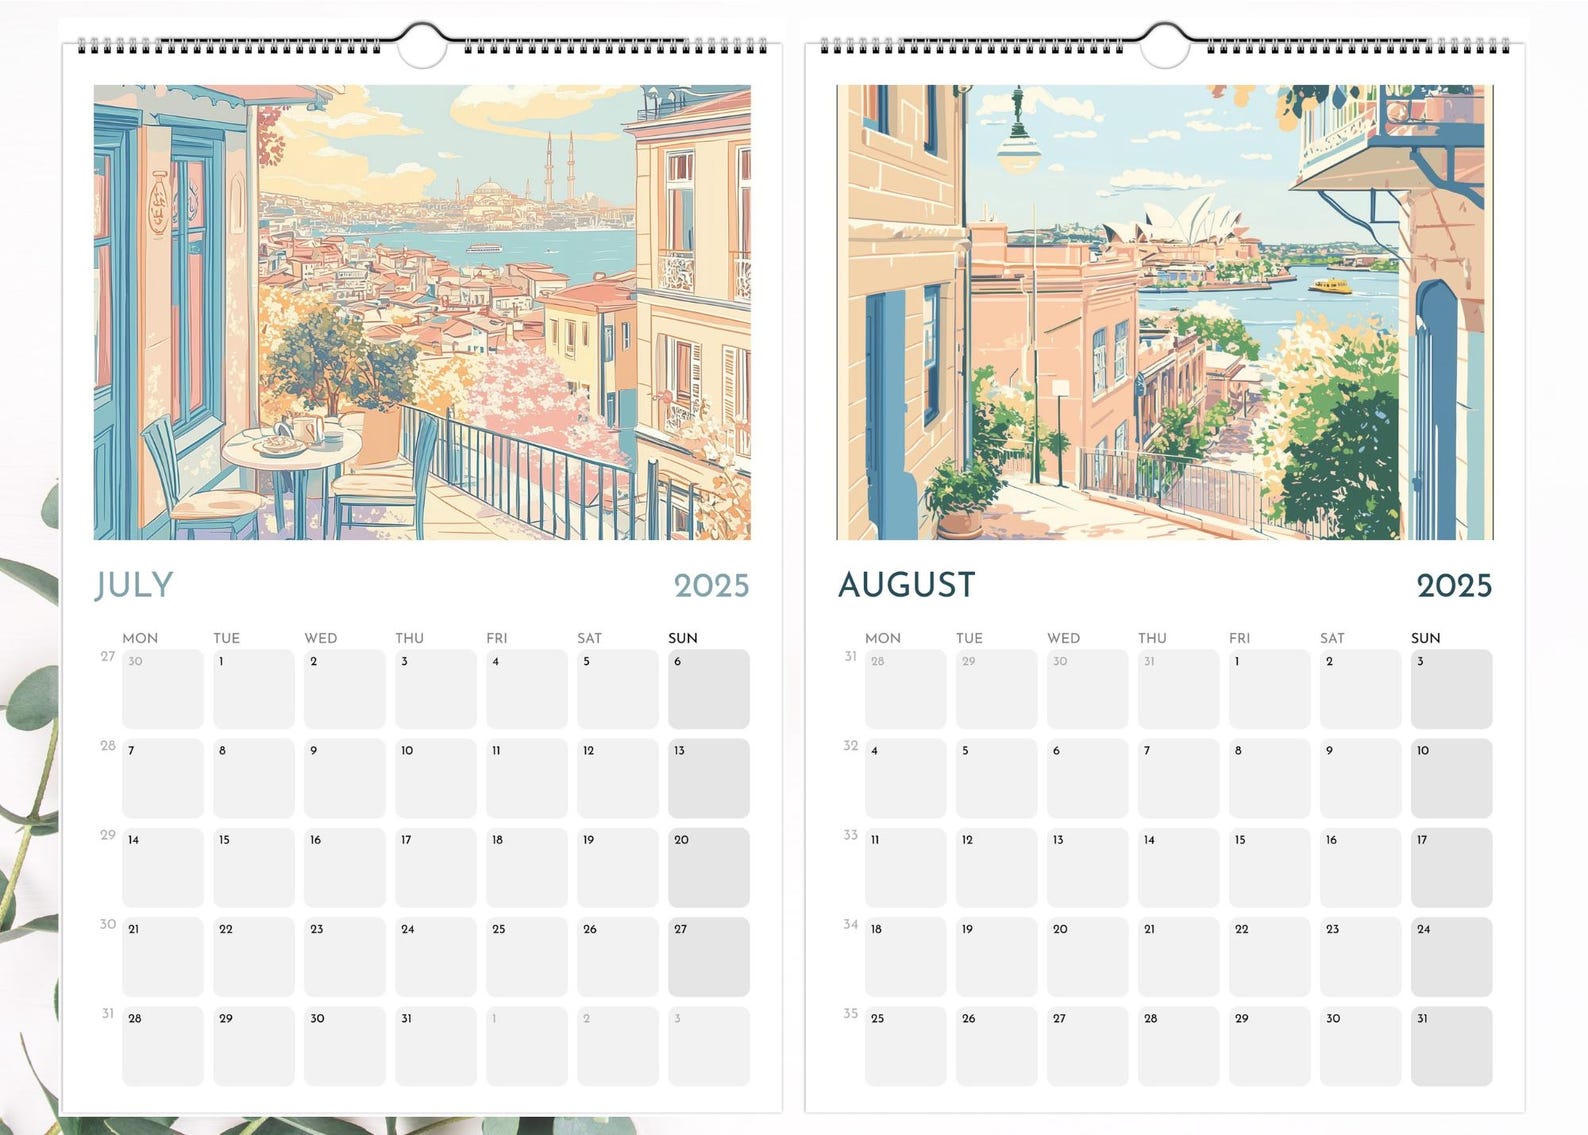 JULY 2025
MON TUE WED THU FRI SAT SUN
27 30 1 2 3 4 5 6
28 7 8 9 10 11 12 13
29 14 15 16 17 18 19 20
30 21 22 23 24 25 26 27
31 28 29 30 31 1 2 3
AUGUST 2025
MON TUE WED THU FRI SAT SUN
31 28 29 30 31 1 2 3
32 4 5 6 7 8 9 10
33 11 12 13 14 15 16 17
34 18 19 20 21 22 23 24
35 25 26 27 28 29 30 31